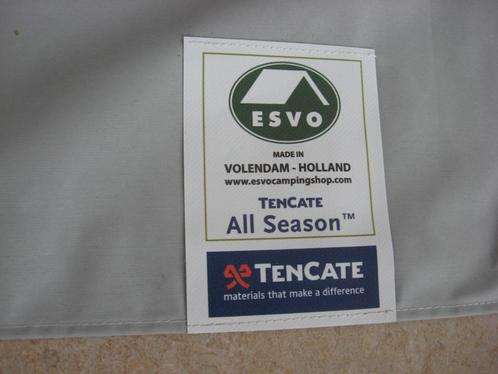 ESVO
MADE IN
VOLENDAM - HOLLAND
www.esvocampingshop.com
TENCATE
All Season™
TENCATE
materials that make a difference